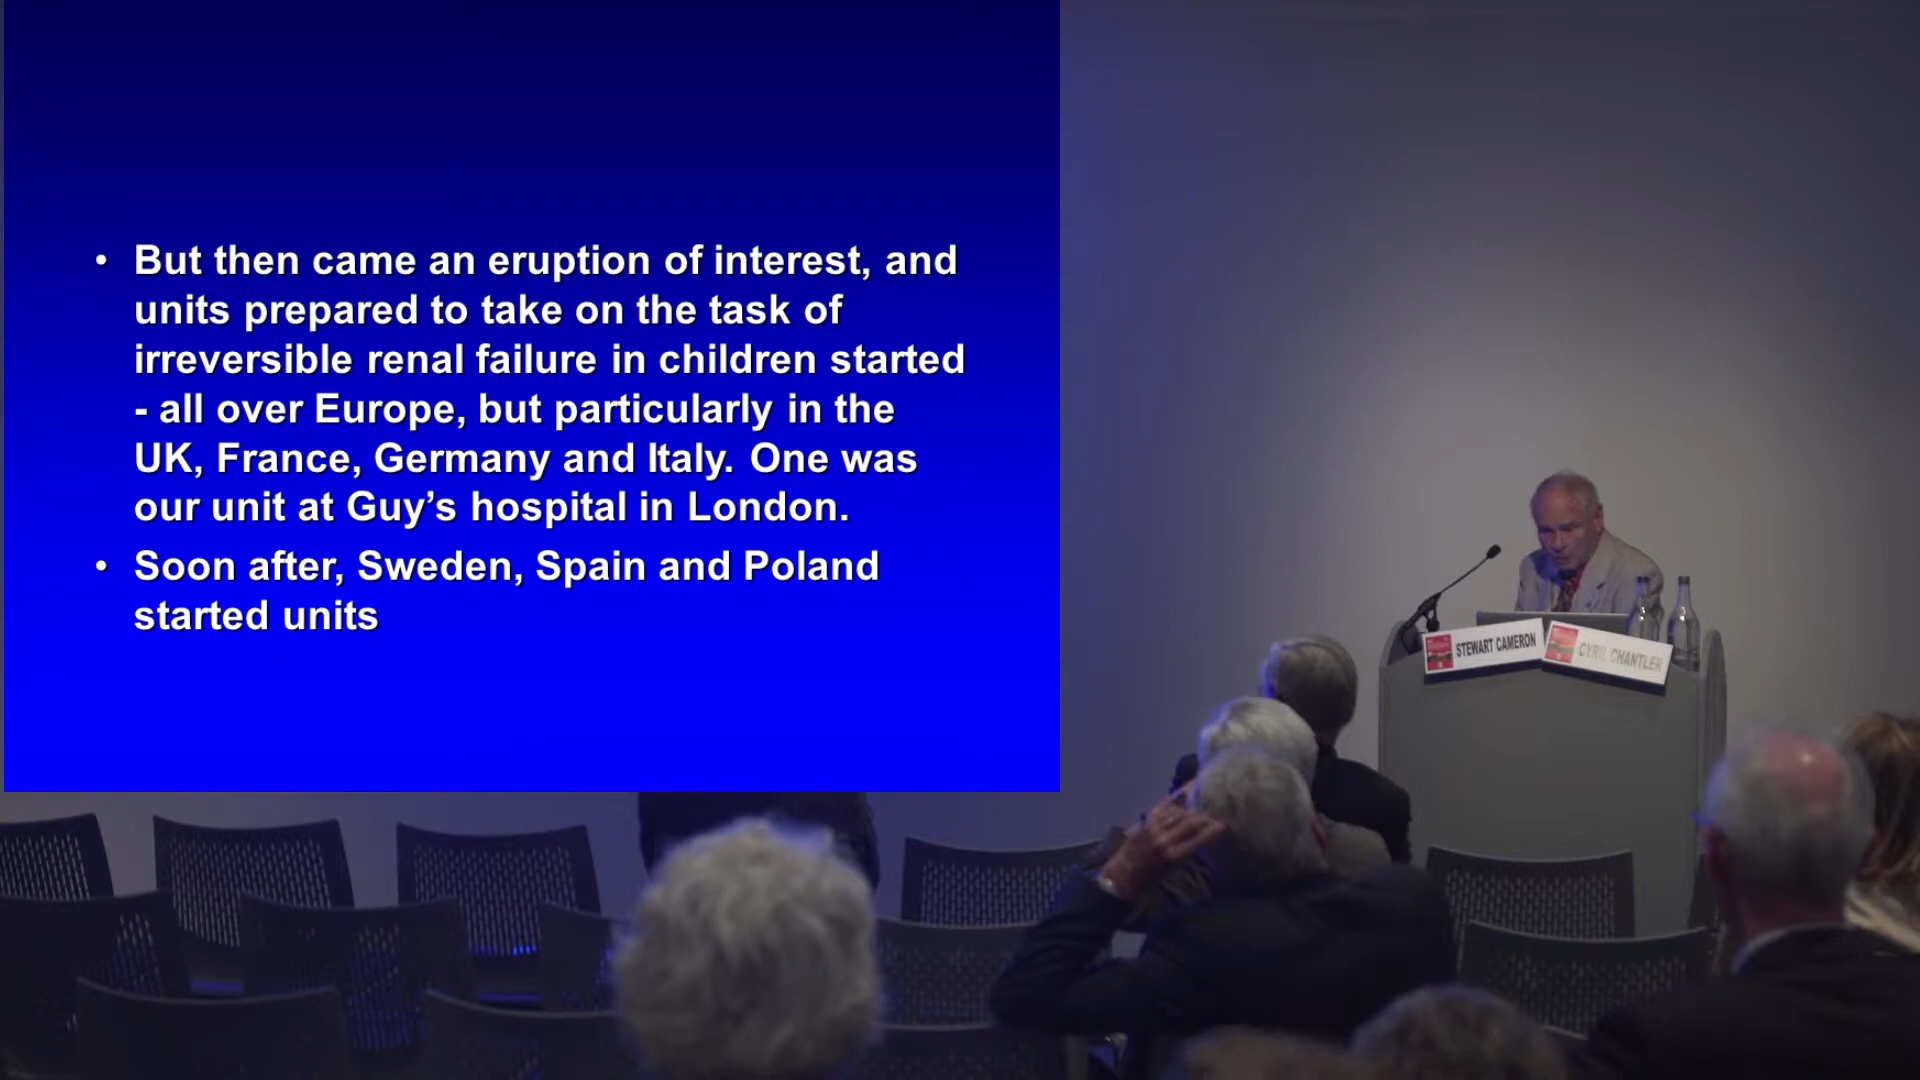 • But then came an eruption of interest, and
units prepared to take on the task of
irreversible renal failure in children started
- all over Europe, but particularly in the
UK, France, Germany and Italy. One was
our unit at Guy’s hospital in London.
• Soon after, Sweden, Spain and Poland
started units
STEWART CAMERON
CYRIL CHANTLER